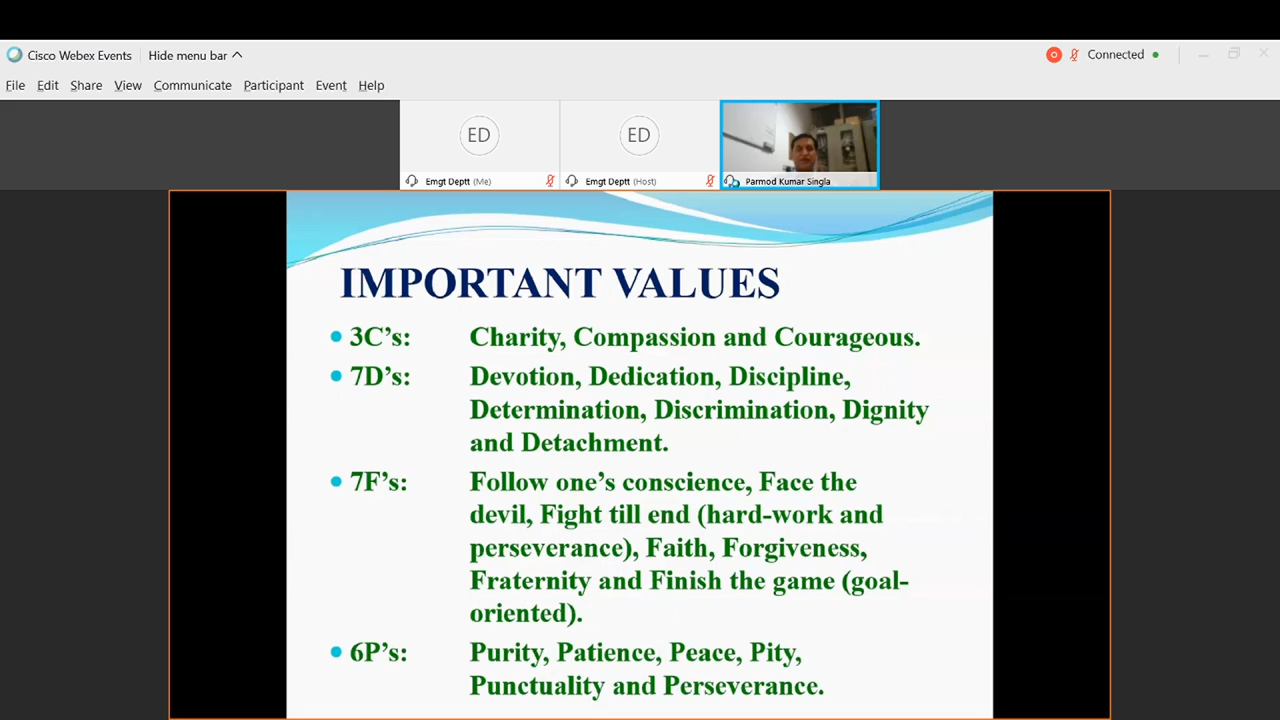 Cisco Webex Events Hide menu bar Connected
File Edit Share View Communicate Participant Event Help
ED ED
Emgt Deptt (Me) Emgt Deptt (Host) Parmod Kumar Singla
IMPORTANT VALUES
3C's: Charity, Compassion and Courageous.
7D's: Devotion, Dedication, Discipline,
Determination, Discrimination, Dignity
and Detachment.
7F's: Follow one's conscience, Face the
devil, Fight till end (hard-work and
perseverance), Faith, Forgiveness,
Fraternity and Finish the game (goal-
oriented).
6P's: Purity, Patience, Peace, Pity,
Punctuality and Perseverance.